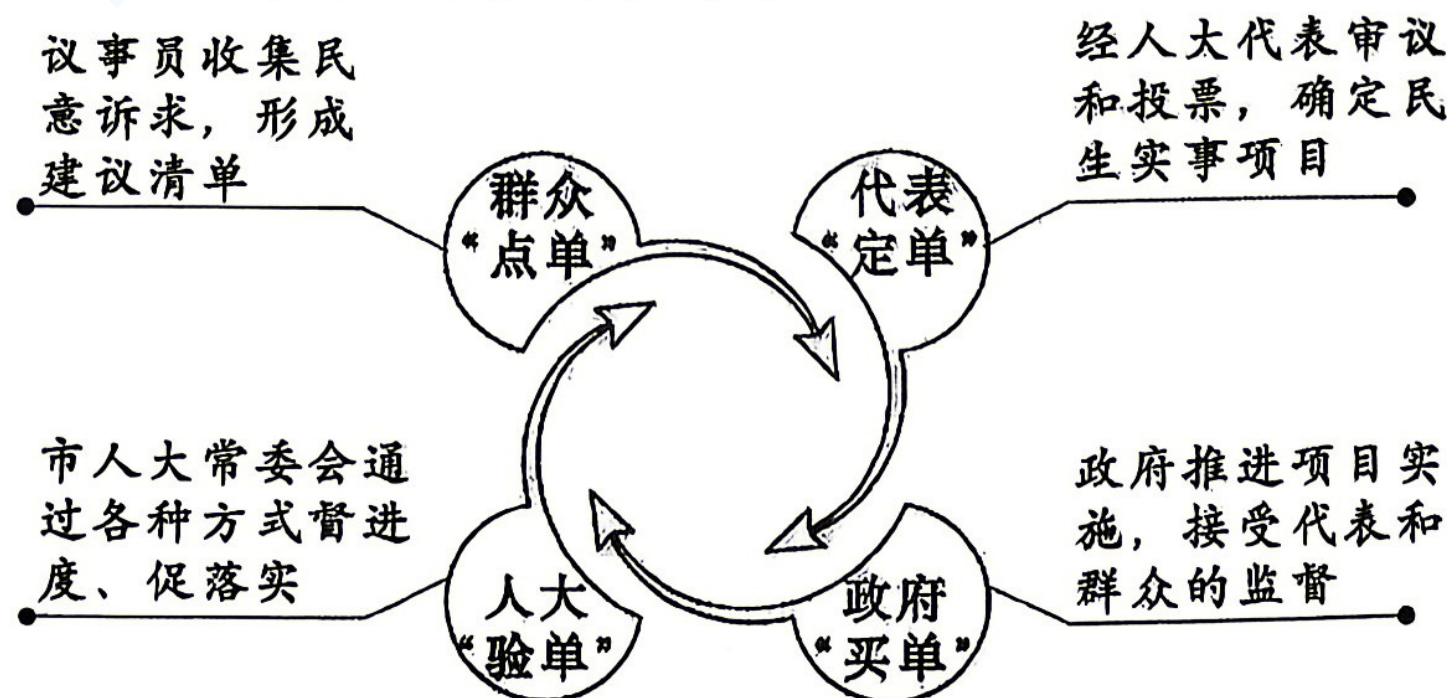 议事员收集民
意诉求，形成
建议清单
群众
“点单”
经人大代表审议
和投票，确定民
生实事项目
代表
“定单”
市人大常委会通
过各种方式督进
度、促落实
人大
“验单”
政府推进项目实
施，接受代表和
群众的监督
政府
“买单”